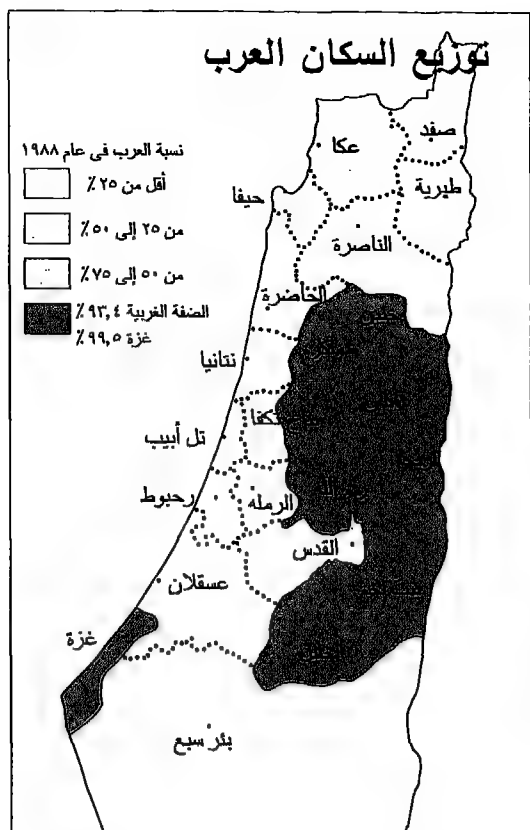 توزيع السكان العرب
نسبة العرب فى عام ١٩٨٨
أقل من ٢٥٪
من ٢٥ إلى ٥٠٪
من ٥٠ إلى ٧٥٪
الضفة الغربية ٩٣,٤٪
غزة ٩٩,٥٪
صفد
عكا
طبرية
حيفا
الناصرة
الخاضرة
جنين
نتانيا
تل أبيب
الرمله
رحبوط
القدس
عسقلان
غزة
بئر سبع